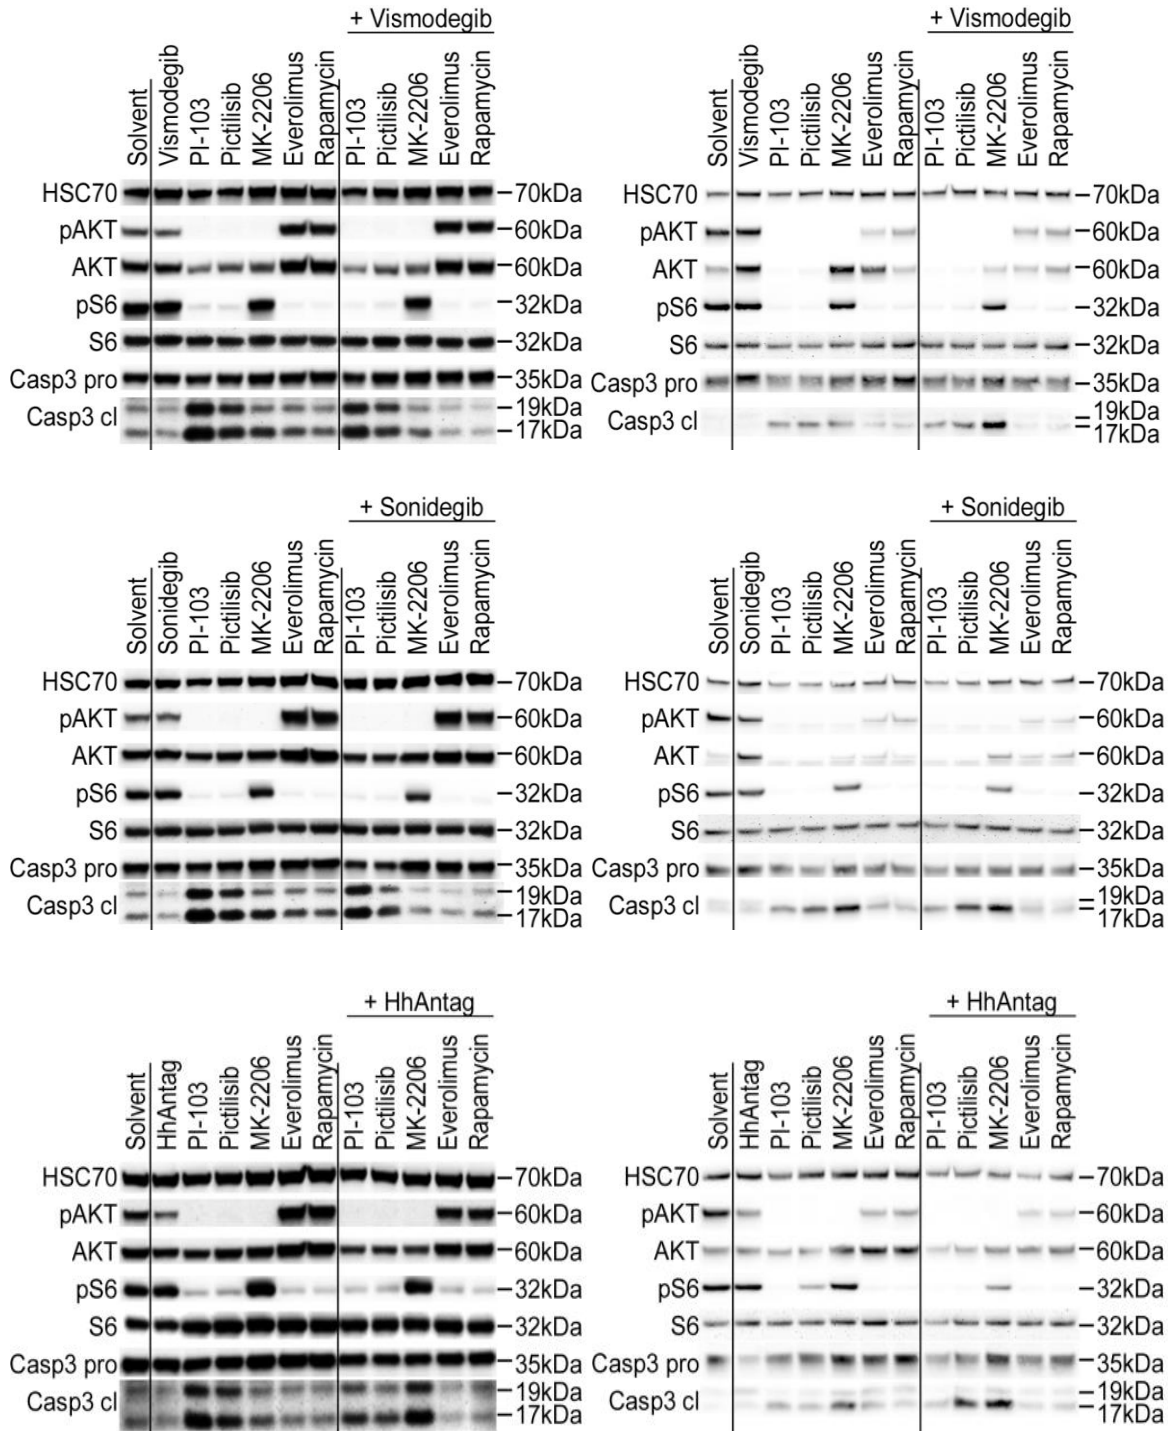 + Vismodegib
Solvent
Vismodegib
PI-103
Pictilisib
MK-2206
Everolimus
Rapamycin
PI-103
Pictilisib
MK-2206
Everolimus
Rapamycin
HSC70 70kDa
pAKT 60kDa
AKT 60kDa
pS6 32kDa
S6 32kDa
Casp3 pro 35kDa
Casp3 cl 19kDa
17kDa
+ Vismodegib
Solvent
Vismodegib
PI-103
Pictilisib
MK-2206
Everolimus
Rapamycin
PI-103
Pictilisib
MK-2206
Everolimus
Rapamycin
HSC70 70kDa
pAKT 60kDa
AKT 60kDa
pS6 32kDa
S6 32kDa
Casp3 pro 35kDa
Casp3 cl 19kDa
17kDa
+ Sonidegib
Solvent
Sonidegib
PI-103
Pictilisib
MK-2206
Everolimus
Rapamycin
PI-103
Pictilisib
MK-2206
Everolimus
Rapamycin
HSC70 70kDa
pAKT 60kDa
AKT 60kDa
pS6 32kDa
S6 32kDa
Casp3 pro 35kDa
Casp3 cl 19kDa
17kDa
+ Sonidegib
Solvent
Sonidegib
PI-103
Pictilisib
MK-2206
Everolimus
Rapamycin
PI-103
Pictilisib
MK-2206
Everolimus
Rapamycin
HSC70 70kDa
pAKT 60kDa
AKT 60kDa
pS6 32kDa
S6 32kDa
Casp3 pro 35kDa
Casp3 cl 19kDa
17kDa
+ HhAntag
Solvent
HhAntag
PI-103
Pictilisib
MK-2206
Everolimus
Rapamycin
PI-103
Pictilisib
MK-2206
Everolimus
Rapamycin
HSC70 70kDa
pAKT 60kDa
AKT 60kDa
pS6 32kDa
S6 32kDa
Casp3 pro 35kDa
Casp3 cl 19kDa
17kDa
+ HhAntag
Solvent
HhAntag
PI-103
Pictilisib
MK-2206
Everolimus
Rapamycin
PI-103
Pictilisib
MK-2206
Everolimus
Rapamycin
HSC70 70kDa
pAKT 60kDa
AKT 60kDa
pS6 32kDa
S6 32kDa
Casp3 pro 35kDa
Casp3 cl 19kDa
17kDa